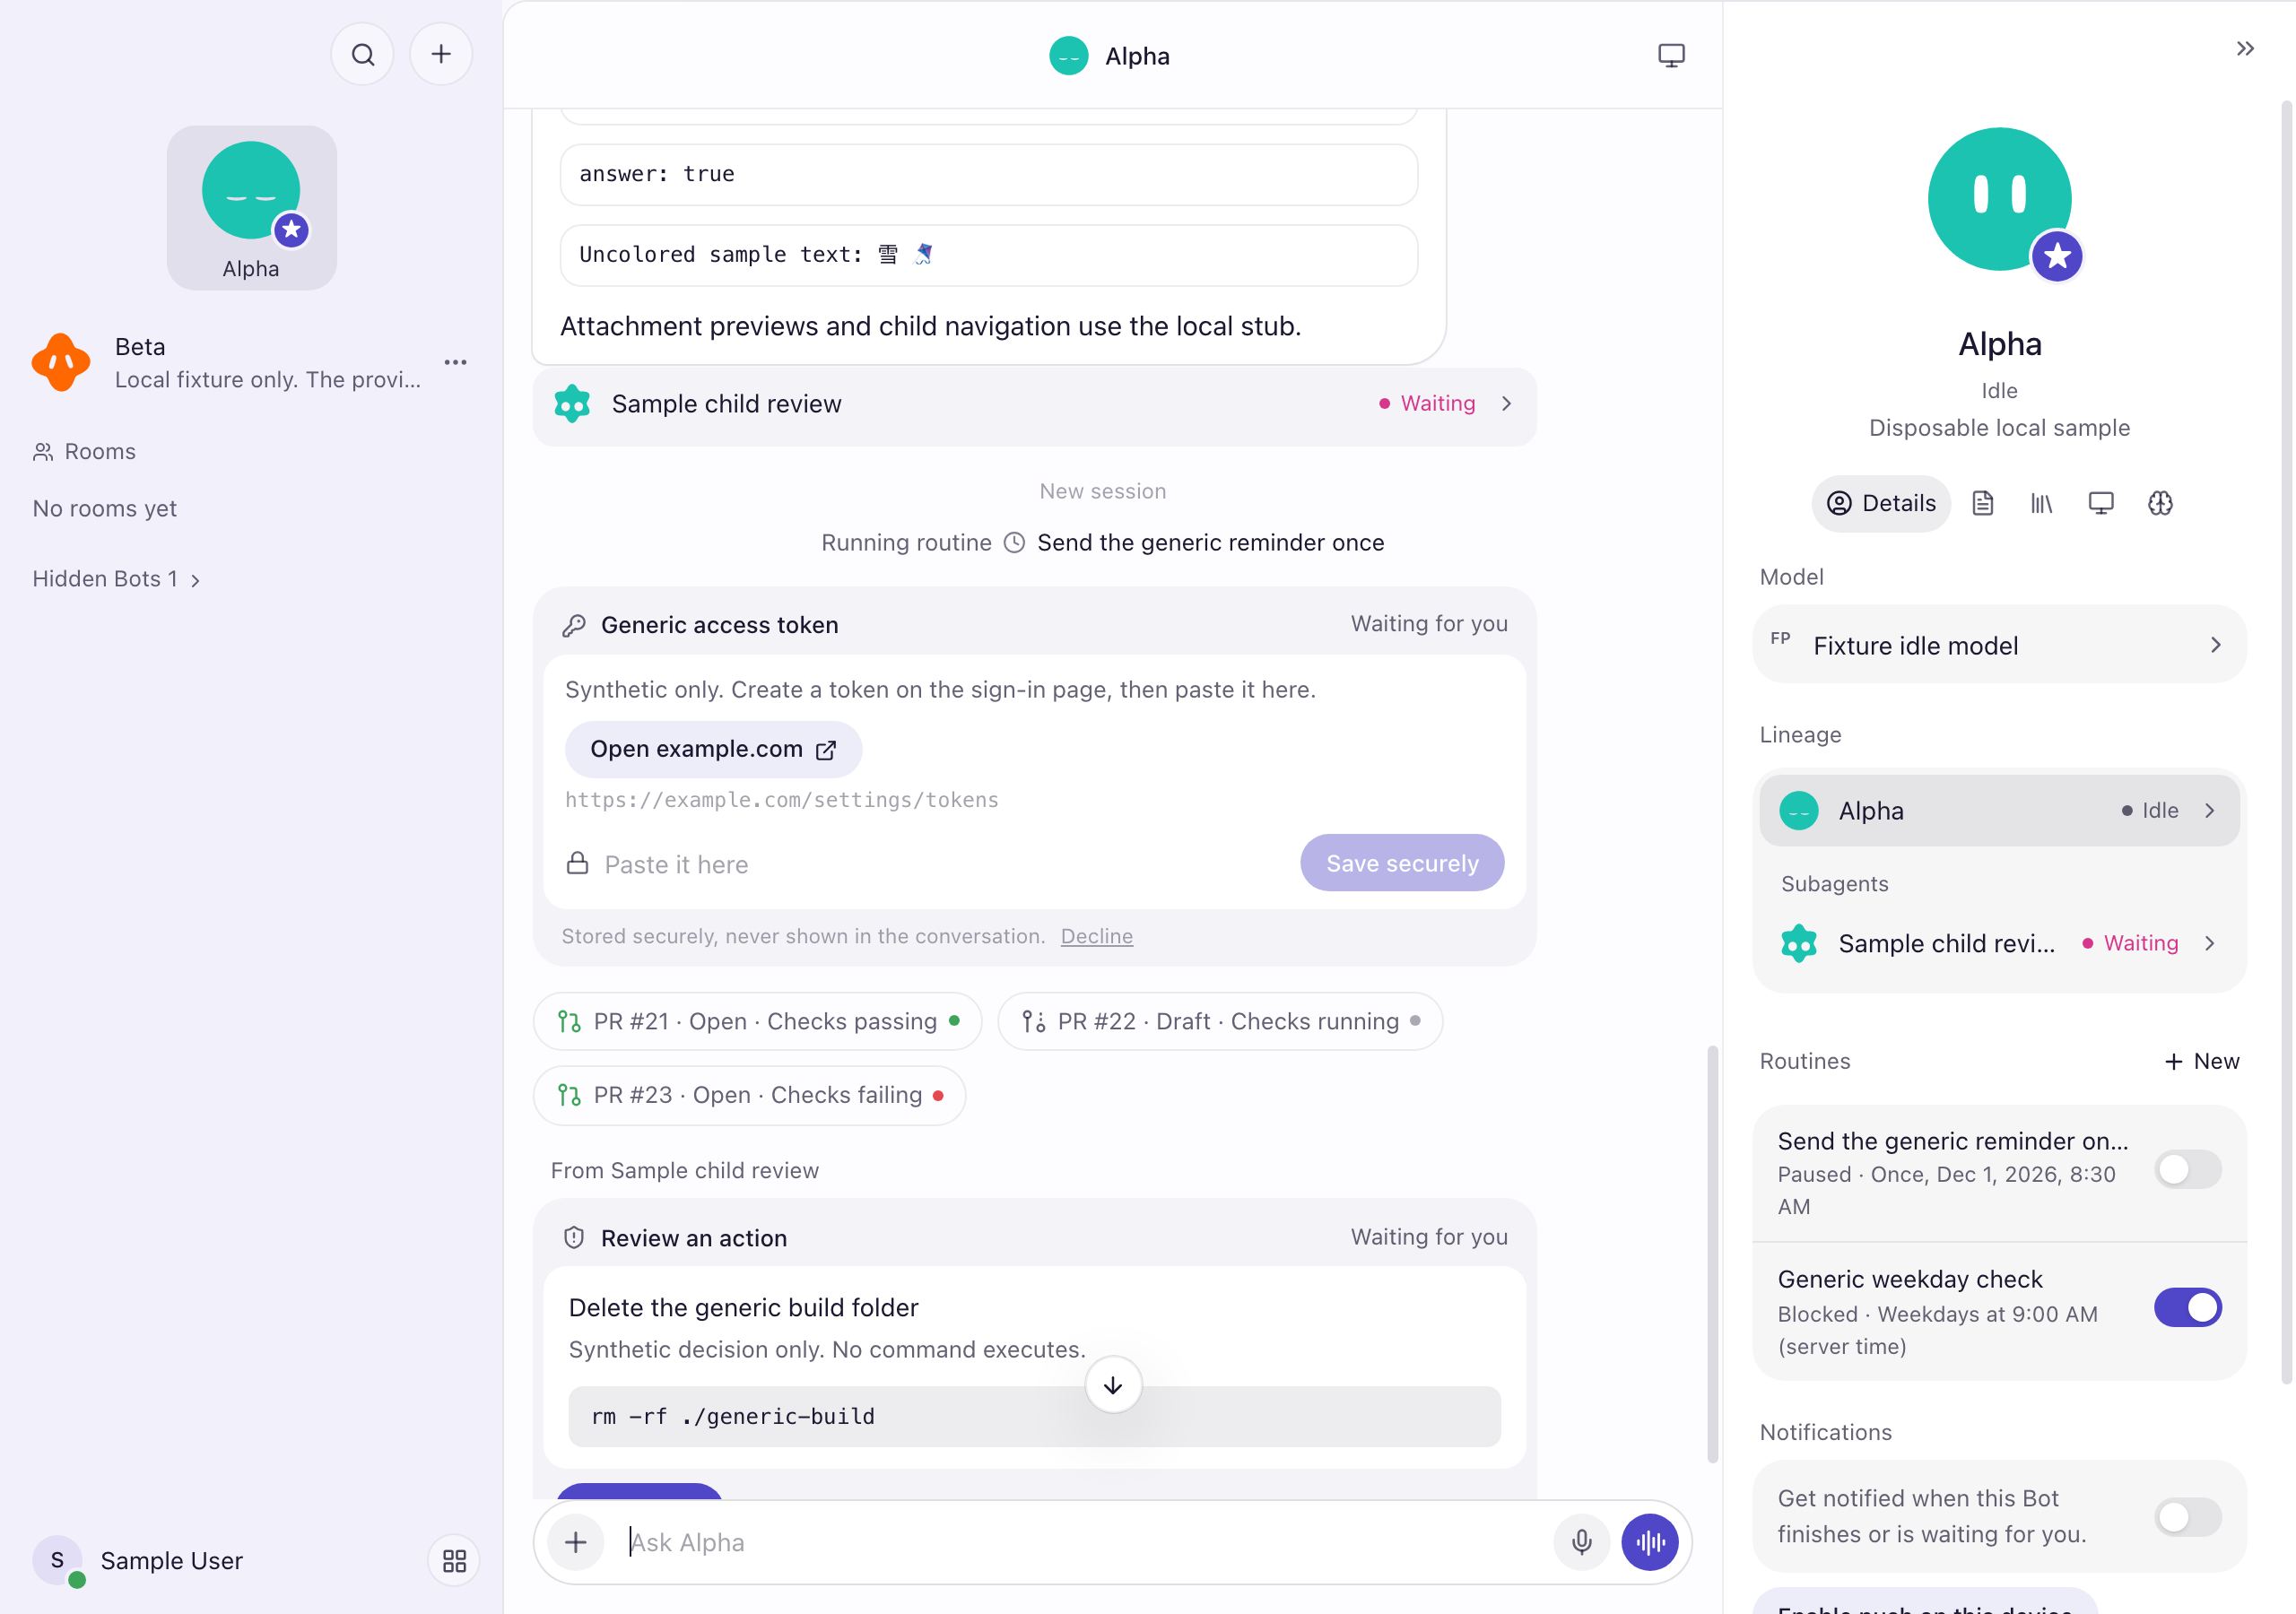 Alpha
Beta
Local fixture only. The provi...
Rooms
No rooms yet
Hidden Bots 1
S
Sample User
Alpha
answer: true
Uncolored sample text: 雪 🪁
Attachment previews and child navigation use the local stub.
Sample child review
Waiting
New session
Running routine Send the generic reminder once
Generic access token
Waiting for you
Synthetic only. Create a token on the sign-in page, then paste it here.
Open example.com
https://example.com/settings/tokens
Paste it here
Save securely
Stored securely, never shown in the conversation. Decline
PR #21 · Open · Checks passing
PR #22 · Draft · Checks running
PR #23 · Open · Checks failing
From Sample child review
Review an action
Waiting for you
Delete the generic build folder
Synthetic decision only. No command executes.
rm -rf ./generic-build
Ask Alpha
Alpha
Idle
Disposable local sample
Details
Model
FP
Fixture idle model
Lineage
Alpha
Idle
Subagents
Sample child revi...
Waiting
Routines
New
Send the generic reminder on...
Paused · Once, Dec 1, 2026, 8:30
AM
Generic weekday check
Blocked · Weekdays at 9:00 AM
(server time)
Notifications
Get notified when this Bot
finishes or is waiting for you.
Enable push on this device